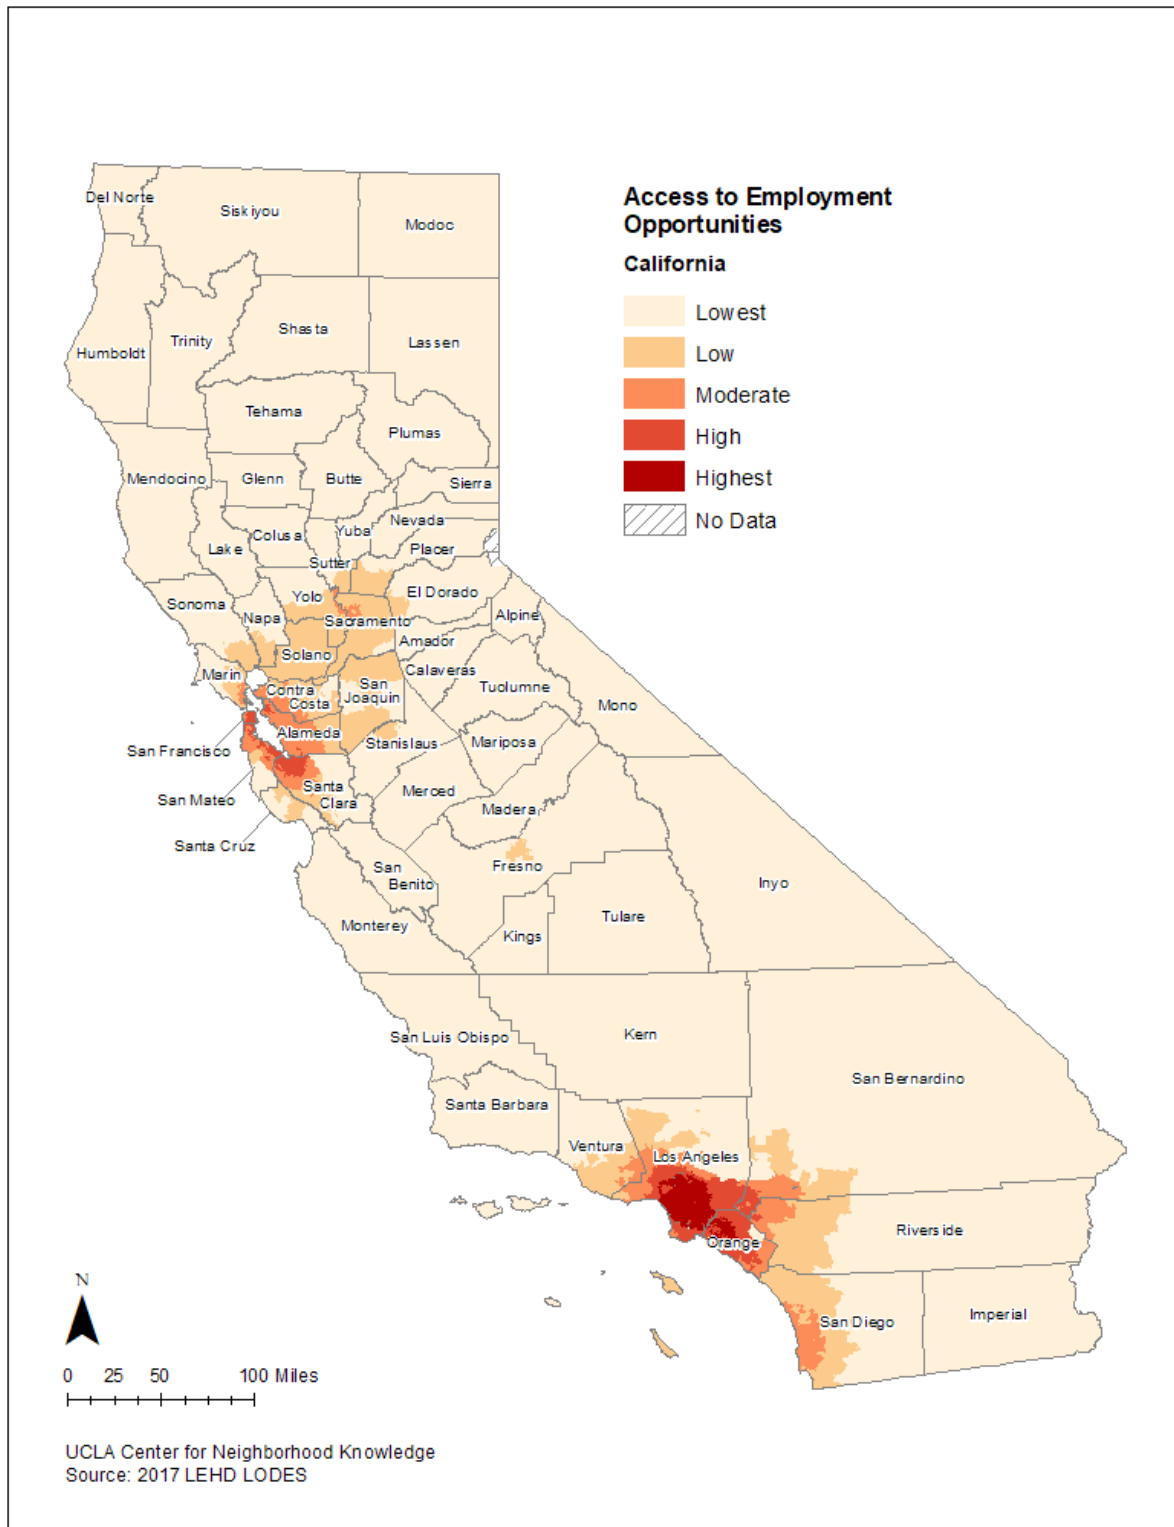 Access to Employment
Opportunities
California
Lowest
Low
Moderate
High
Highest
No Data
Del Norte
Siskiyou
Modoc
Humboldt
Trinity
Shasta
Lassen
Tehama
Plumas
Mendocino
Glenn
Butte
Sierra
Lake
Colusa
Yuba
Nevada
Sutter
Placer
Sonoma
Napa
Yolo
El Dorado
Sacramento
Alpine
Amador
Solano
Marin
Calaveras
Contra
Costa
San
Joaquin
Tuolumne
Mono
San Francisco
Alameda
Stanislaus
Mariposa
San Mateo
Santa
Clara
Merced
Madera
Santa Cruz
San
Benito
Fresno
Inyo
Monterey
Kings
Tulare
San Luis Obispo
Kern
San Bernardino
Santa Barbara
Ventura
Los Angeles
Orange
Riverside
San Diego
Imperial
N
0 25 50 100 Miles
UCLA Center for Neighborhood Knowledge
Source: 2017 LEHD LODES